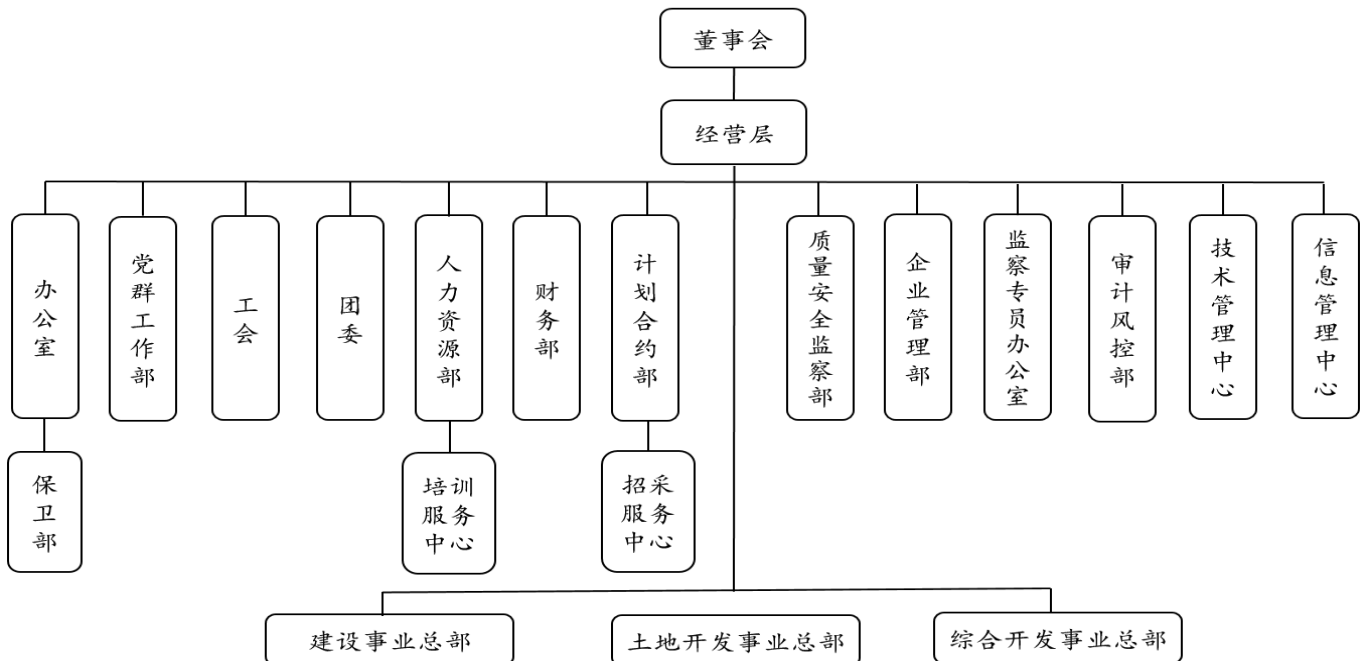 董事会
经营层
办公室
党群工作部
工会
团委
人力资源部
财务部
计划合约部
质量安全监察部
企业管理部
监察专员办公室
审计风控部
技术管理中心
信息管理中心
保卫部
培训
服务
中心
招采
服务
中心
建设事业总部
土地开发事业总部
综合开发事业总部